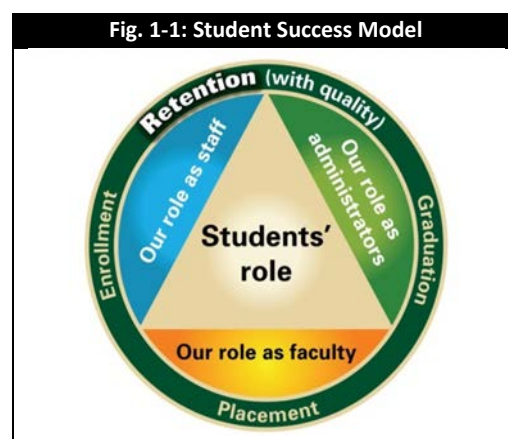 Fig. 1-1: Student Success Model
Retention (with quality)
Enrollment
Graduation
Placement
Our role as staff
Our role as
administrators
Students'
role
Our role as faculty